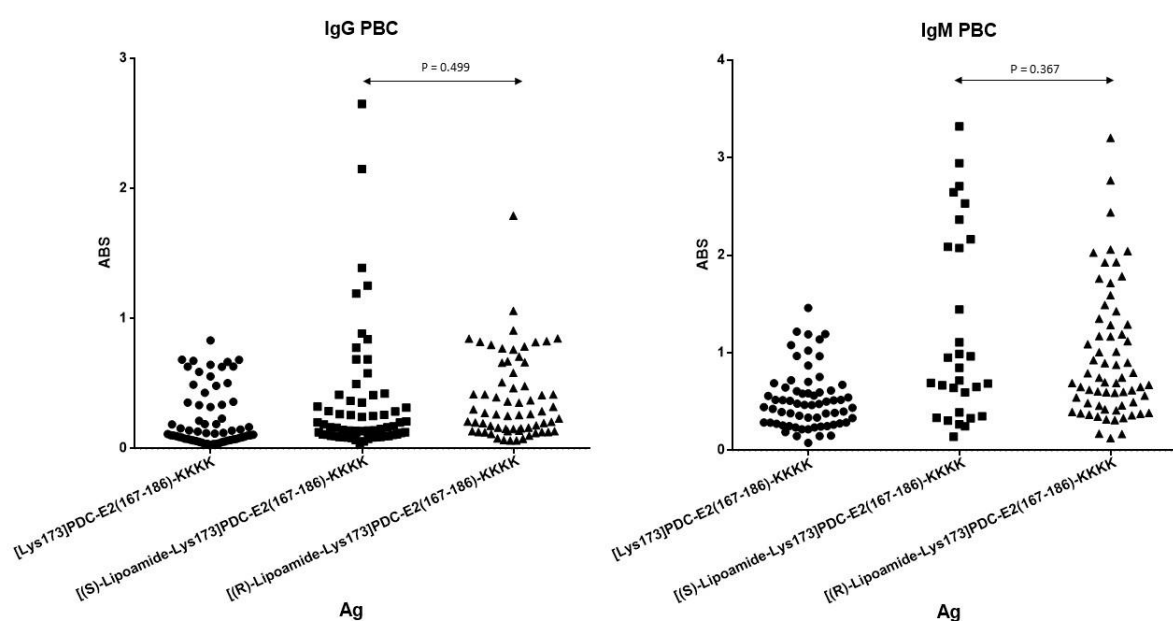 IgG PBC
3
2
1
0
ABS
P = 0.499
[Lys173]PDC-E2(167-186)-KKKK
[(S)-Lipoamide-Lys173]PDC-E2(167-186)-KKKK
[(R)-Lipoamide-Lys173]PDC-E2(167-186)-KKKK
Ag
IgM PBC
4
3
2
1
0
ABS
P = 0.367
[Lys173]PDC-E2(167-186)-KKKK
[(S)-Lipoamide-Lys173]PDC-E2(167-186)-KKKK
[(R)-Lipoamide-Lys173]PDC-E2(167-186)-KKKK
Ag